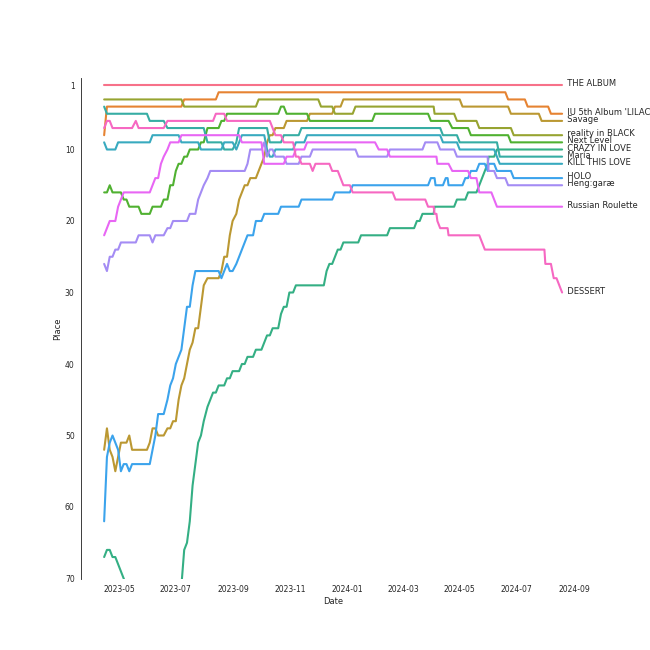 1
10
20
30
40
50
60
70
Place
2023-05
2023-07
2023-09
2023-11
2024-01
2024-03
2024-05
2024-07
2024-09
Date
THE ALBUM
IU 5th Album 'LILAC
Savage
reality in BLACK
Next Level
CRAZY IN LOVE
Maria
KILL THIS LOVE
HOLO
Heng:garæ
Russian Roulette
DESSERT